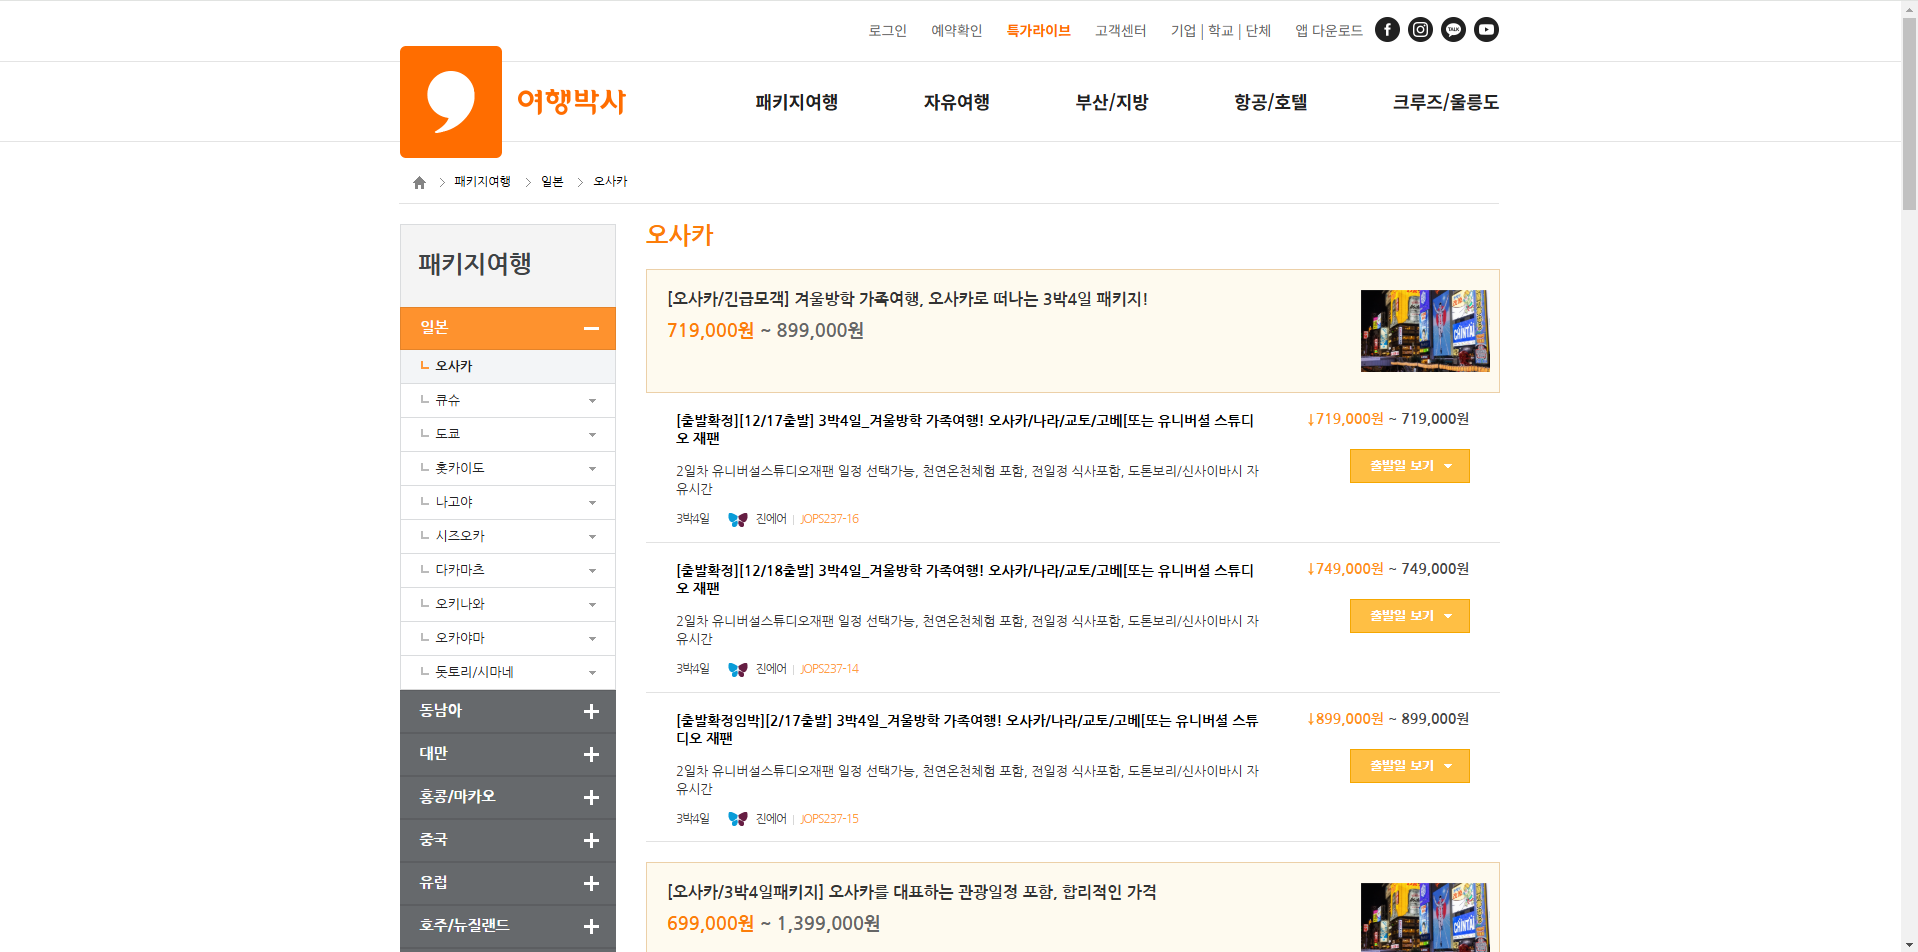 로그인 예약확인 특가라이브 고객센터 기업 | 학교 | 단체 앱 다운로드
여행박사
패키지여행 자유여행 부산/지방 항공/호텔 크루즈/울릉도
패키지여행 일본 오사카
패키지여행
일본
오사카
큐슈
도쿄
홋카이도
나고야
시즈오카
다카마츠
오키나와
오카야마
돗토리/시마네
동남아
대만
홍콩/마카오
중국
유럽
호주/뉴질랜드
오사카
[오사카/긴급모객] 겨울방학 가족여행, 오사카로 떠나는 3박4일 패키지!
719,000원 ~ 899,000원
[출발확정][12/17출발] 3박4일_겨울방학 가족여행! 오사카/나라/교토/고베[또는 유니버셜 스튜디
오 재팬
↓719,000원 ~ 719,000원
2일차 유니버설스튜디오재팬 일정 선택가능, 천연온천체험 포함, 전일정 식사포함, 도톤보리/신사이바시 자
유시간
출발일 보기
3박4일 진에어 | JOPS237-16
[출발확정][12/18출발] 3박4일_겨울방학 가족여행! 오사카/나라/교토/고베[또는 유니버셜 스튜디
오 재팬
↓749,000원 ~ 749,000원
2일차 유니버설스튜디오재팬 일정 선택가능, 천연온천체험 포함, 전일정 식사포함, 도톤보리/신사이바시 자
유시간
출발일 보기
3박4일 진에어 | JOPS237-14
[출발확정임박][2/17출발] 3박4일_겨울방학 가족여행! 오사카/나라/교토/고베[또는 유니버셜 스튜
디오 재팬
↓899,000원 ~ 899,000원
2일차 유니버설스튜디오재팬 일정 선택가능, 천연온천체험 포함, 전일정 식사포함, 도톤보리/신사이바시 자
유시간
출발일 보기
3박4일 진에어 | JOPS237-15
[오사카/3박4일패키지] 오사카를 대표하는 관광일정 포함, 합리적인 가격
699,000원 ~ 1,399,000원